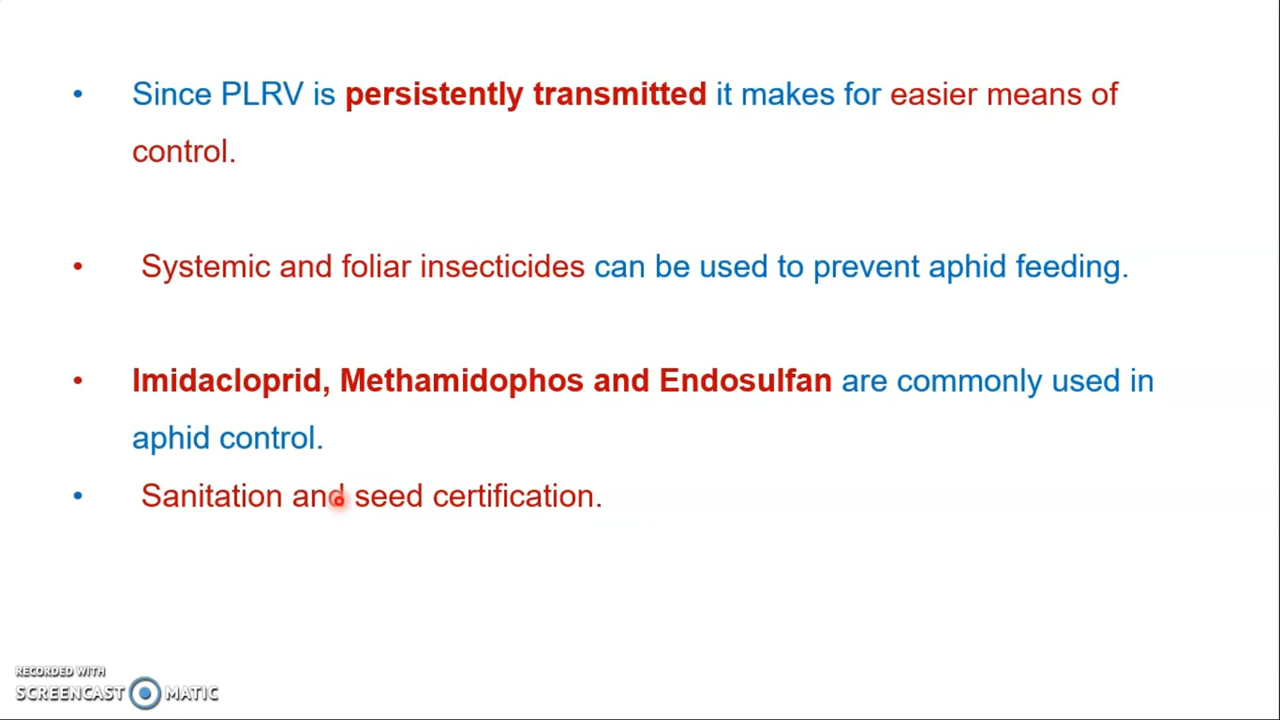 • Since PLRV is persistently transmitted it makes for easier means of
control.
• Systemic and foliar insecticides can be used to prevent aphid feeding.
• Imidacloprid, Methamidophos and Endosulfan are commonly used in
aphid control.
• Sanitation and seed certification.
RECORDED WITH
SCREENCAST MATIC